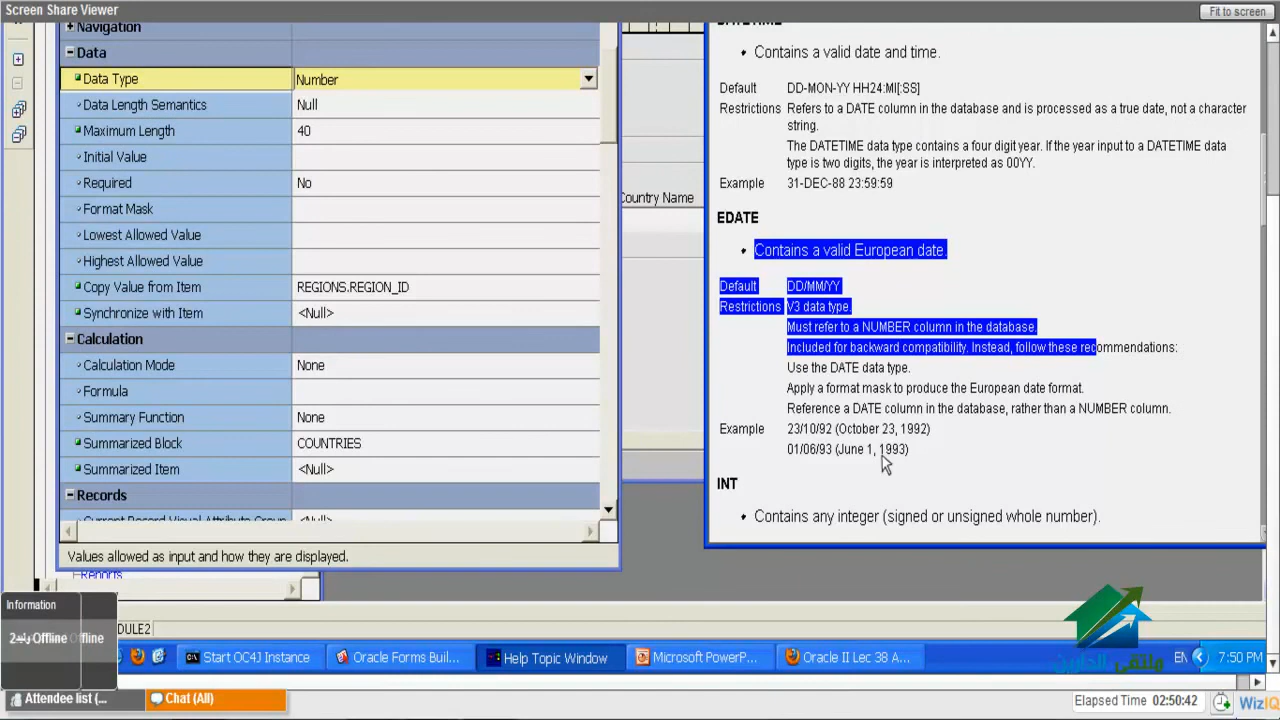 Screen Share Viewer
Fit to screen
Navigation
Data
Data Type Number
Data Length Semantics Null
Maximum Length 40
Initial Value
Required No
Format Mask
Lowest Allowed Value
Highest Allowed Value
Copy Value from Item REGIONS.REGION_ID
Synchronize with Item <Null>
Calculation
Calculation Mode None
Formula
Summary Function None
Summarized Block COUNTRIES
Summarized Item <Null>
Records
Current Record Visual Attribute Group <Null>
Values allowed as input and how they are displayed.
Reports
Country Name
DATETIME
• Contains a valid date and time.
Default DD-MON-YY HH24:MI[:SS]
Restrictions Refers to a DATE column in the database and is processed as a true date, not a character
string.
The DATETIME data type contains a four digit year. If the year input to a DATETIME data
type is two digits, the year is interpreted as 00YY.
Example 31-DEC-88 23:59:59
EDATE
• Contains a valid European date.
Default DD/MM/YY
Restrictions V3 data type.
Must refer to a NUMBER column in the database.
Included for backward compatibility. Instead, follow these recommendations:
Use the DATE data type.
Apply a format mask to produce the European date format.
Reference a DATE column in the database, rather than a NUMBER column.
Example 23/10/92 (October 23, 1992)
01/06/93 (June 1, 1993)
INT
• Contains any integer (signed or unsigned whole number).
Information
Offline
DULE2
ملتقى الدارين
Start OC4J Instance
Oracle Forms Buil...
Help Topic Window
Microsoft PowerP...
Oracle II Lec 38 A...
EN
7:50 PM
Attendee list (...
Chat (All)
Elapsed Time 02:50:42
WizIQ